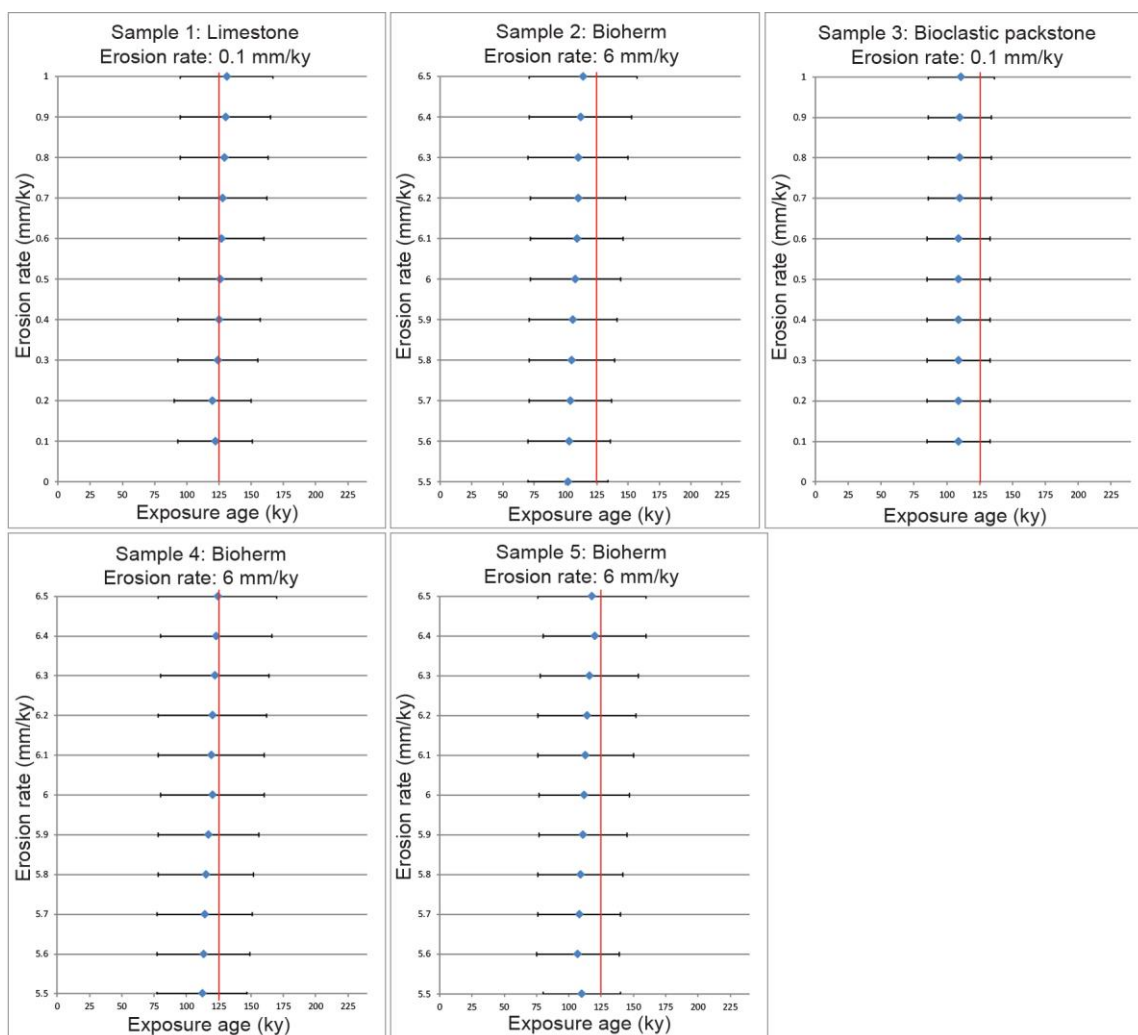 Sample 1: Limestone
Erosion rate: 0.1 mm/ky
Erosion rate (mm/ky)
1
0.9
0.8
0.7
0.6
0.5
0.4
0.3
0.2
0.1
0
0 25 50 75 100 125 150 175 200 225
Exposure age (ky)
Sample 2: Bioherm
Erosion rate: 6 mm/ky
Erosion rate (mm/ky)
6.5
6.4
6.3
6.2
6.1
6
5.9
5.8
5.7
5.6
5.5
0 25 50 75 100 125 150 175 200 225
Exposure age (ky)
Sample 3: Bioclastic packstone
Erosion rate: 0.1 mm/ky
Erosion rate (mm/ky)
1
0.9
0.8
0.7
0.6
0.5
0.4
0.3
0.2
0.1
0
0 25 50 75 100 125 150 175 200 225
Exposure age (ky)
Sample 4: Bioherm
Erosion rate: 6 mm/ky
Erosion rate (mm/ky)
6.5
6.4
6.3
6.2
6.1
6
5.9
5.8
5.7
5.6
5.5
0 25 50 75 100 125 150 175 200 225
Exposure age (ky)
Sample 5: Bioherm
Erosion rate: 6 mm/ky
Erosion rate (mm/ky)
6.5
6.4
6.3
6.2
6.1
6
5.9
5.8
5.7
5.6
5.5
0 25 50 75 100 125 150 175 200 225
Exposure age (ky)